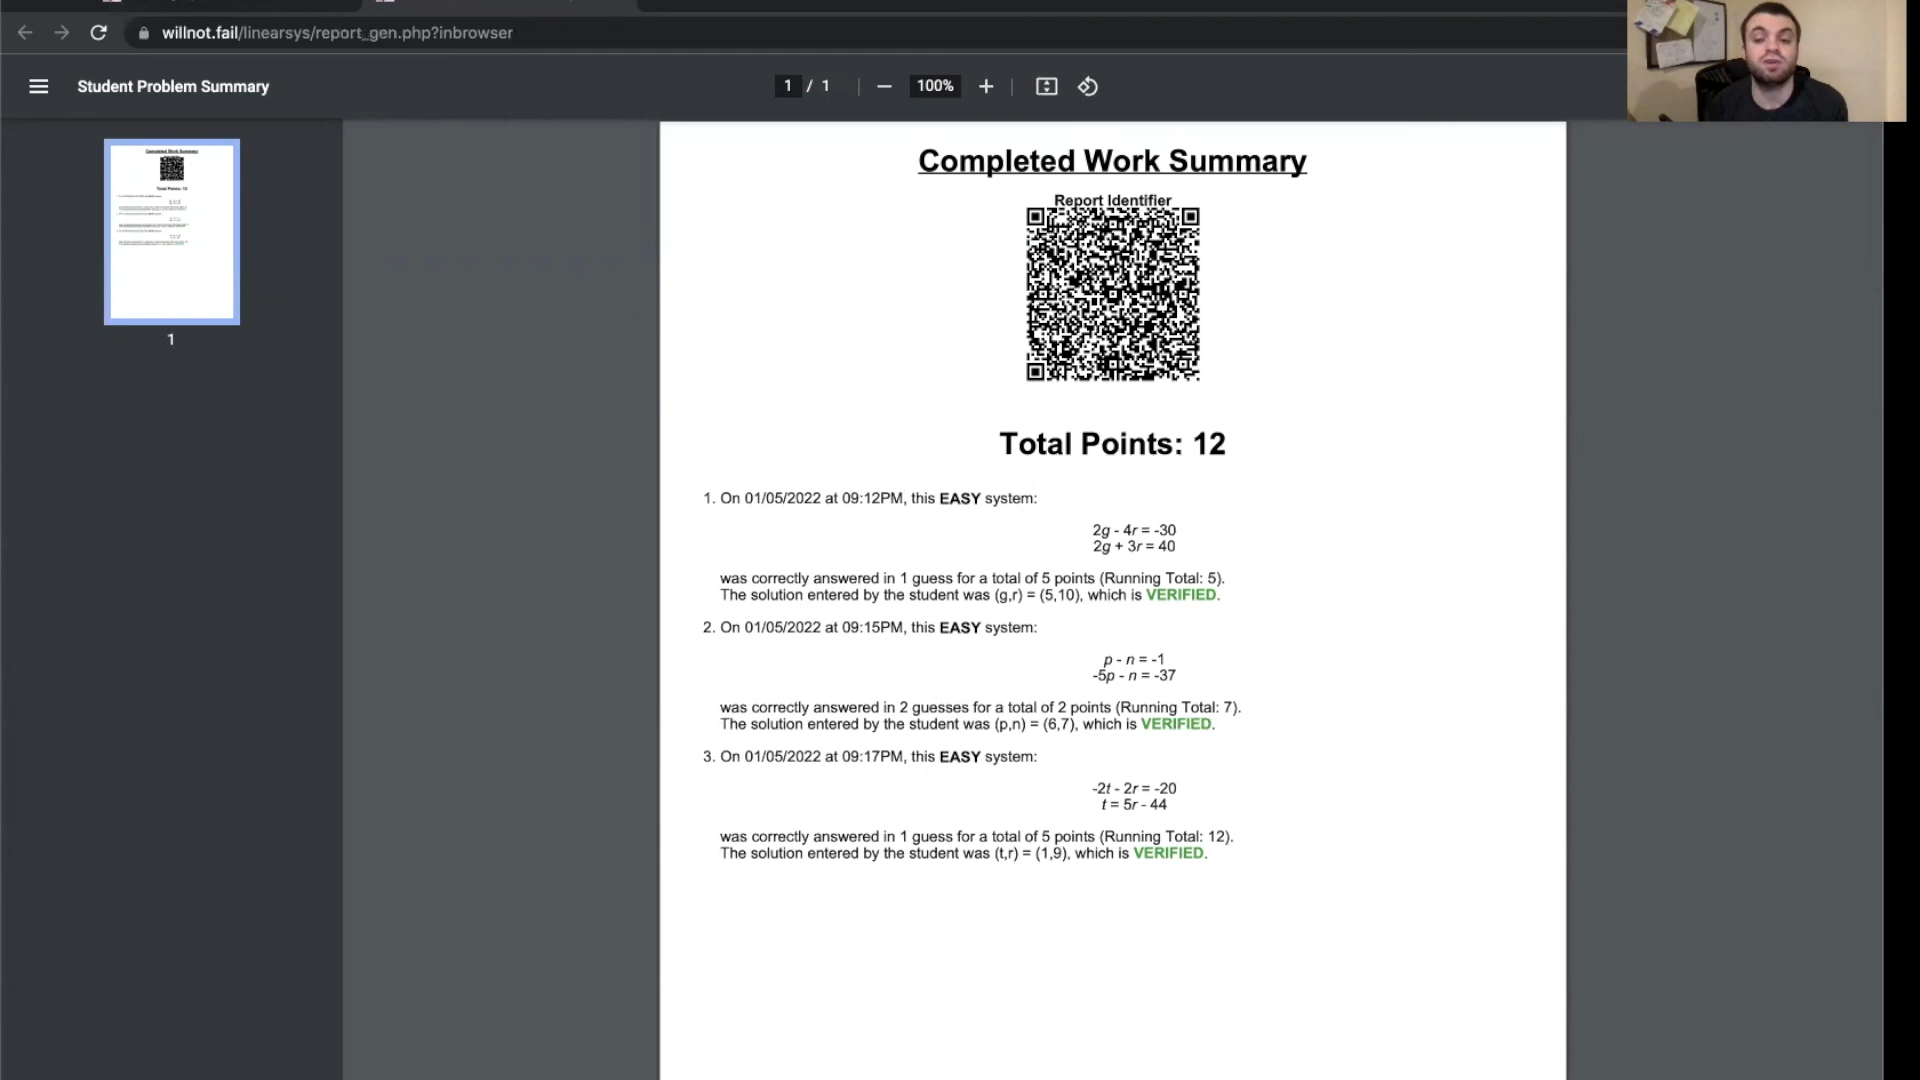 willnot.fail/linearsys/report_gen.php?inbrowser
Student Problem Summary
1 / 1
100%
Completed Work Summary
Report Identifier
Total Points: 12
1. On 01/05/2022 at 09:12PM, this EASY system:
2g - 4r = -30
2g + 3r = 40
was correctly answered in 1 guess for a total of 5 points (Running Total: 5).
The solution entered by the student was (g,r) = (5,10), which is VERIFIED.
2. On 01/05/2022 at 09:15PM, this EASY system:
p - n = -1
-5p - n = -37
was correctly answered in 2 guesses for a total of 2 points (Running Total: 7).
The solution entered by the student was (p,n) = (6,7), which is VERIFIED.
3. On 01/05/2022 at 09:17PM, this EASY system:
-2t - 2r = -20
t = 5r - 44
was correctly answered in 1 guess for a total of 5 points (Running Total: 12).
The solution entered by the student was (t,r) = (1,9), which is VERIFIED.
Completed Work Summary
Total Points: 12
1